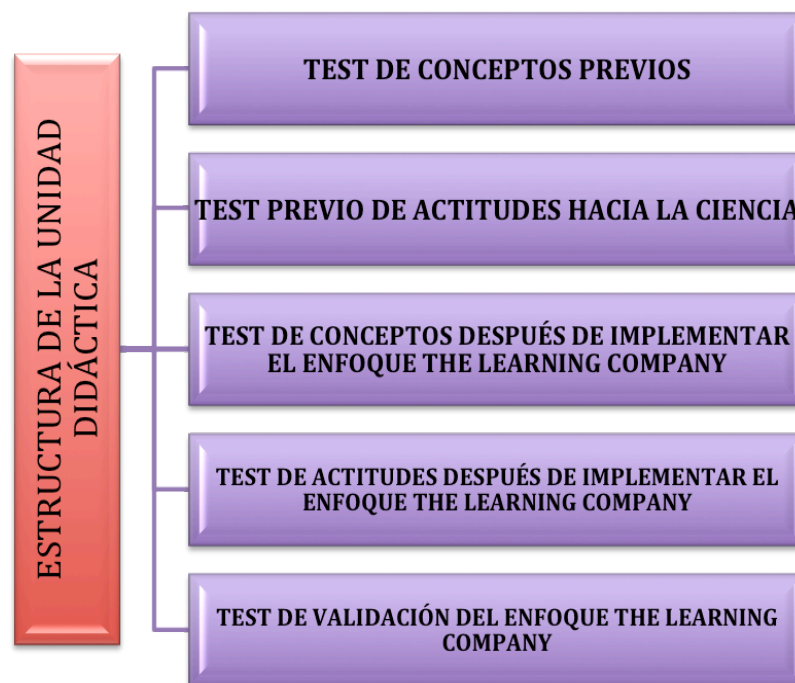 ESTRUCTURA DE LA UNIDAD
DIDÁCTICA
TEST DE CONCEPTOS PREVIOS
TEST PREVIO DE ACTITUDES HACIA LA CIENCIA
TEST DE CONCEPTOS DESPUÉS DE IMPLEMENTAR
EL ENFOQUE THE LEARNING COMPANY
TEST DE ACTITUDES DESPUÉS DE IMPLEMENTAR EL
ENFOQUE THE LEARNING COMPANY
TEST DE VALIDACIÓN DEL ENFOQUE THE LEARNING
COMPANY